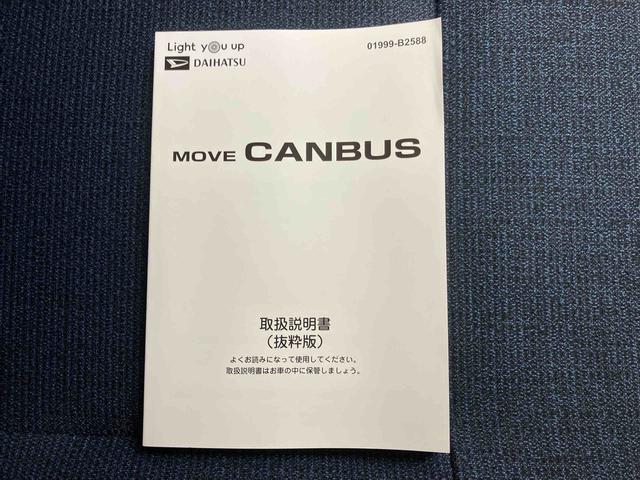 Light you up
01999-B2588
DAIHATSU
MOVE CANBUS
取扱説明書
（抜粋版）
よくお読みになって使用してください。
取扱説明書はお車の中に保管しましょう。